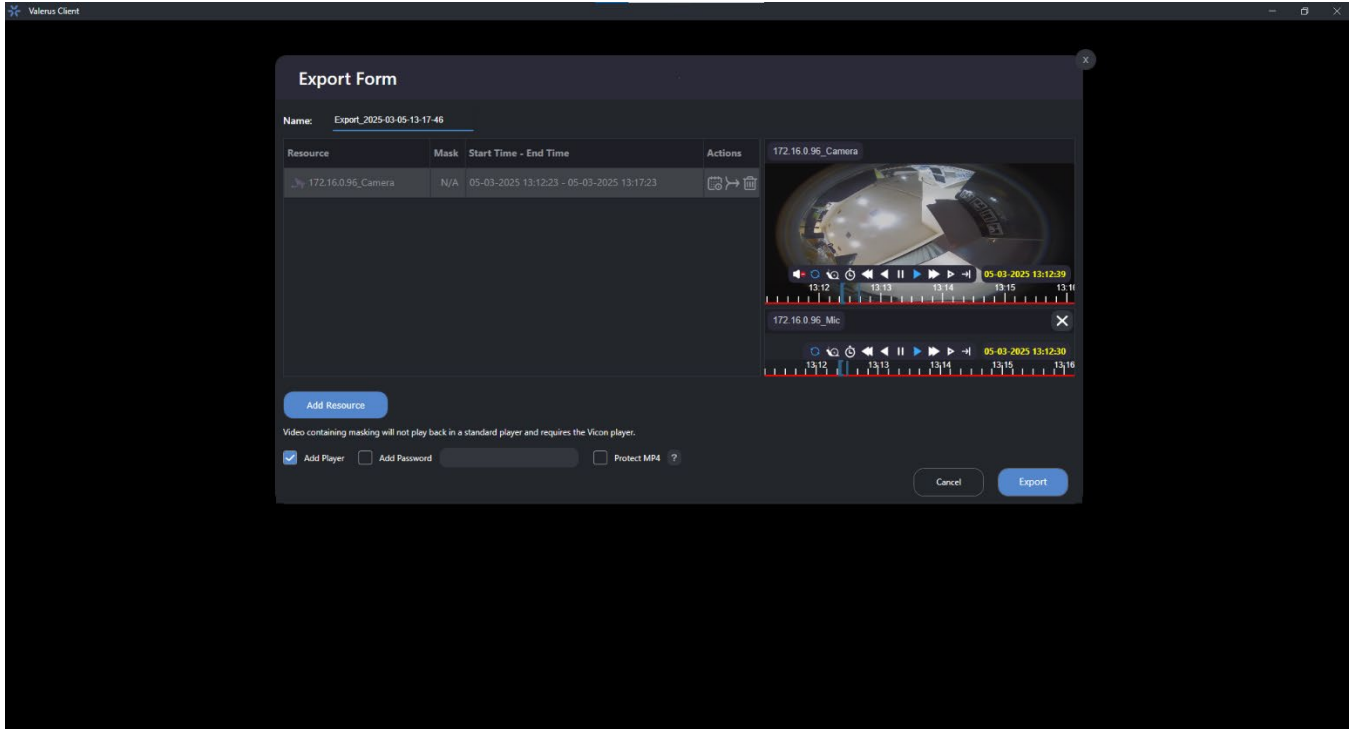 Valerus Client
Export Form
X
Name: Export_2025-03-05-13-17-46
Resource Mask Start Time - End Time Actions
172.16.0.96_Camera N/A 05-03-2025 13:12:23 - 05-03-2025 13:17:23
172.16.0.96_Camera
05-03-2025 13:12:39
13:12 13:13 13:14 13:15 13:1
172.16.0.96_Mic
05-03-2025 13:12:30
13:12 13:13 13:14 13:15 13:16
Add Resource
Video containing masking will not play back in a standard player and requires the Vicon player.
Add Player Add Password Protect MP4 ?
Cancel Export